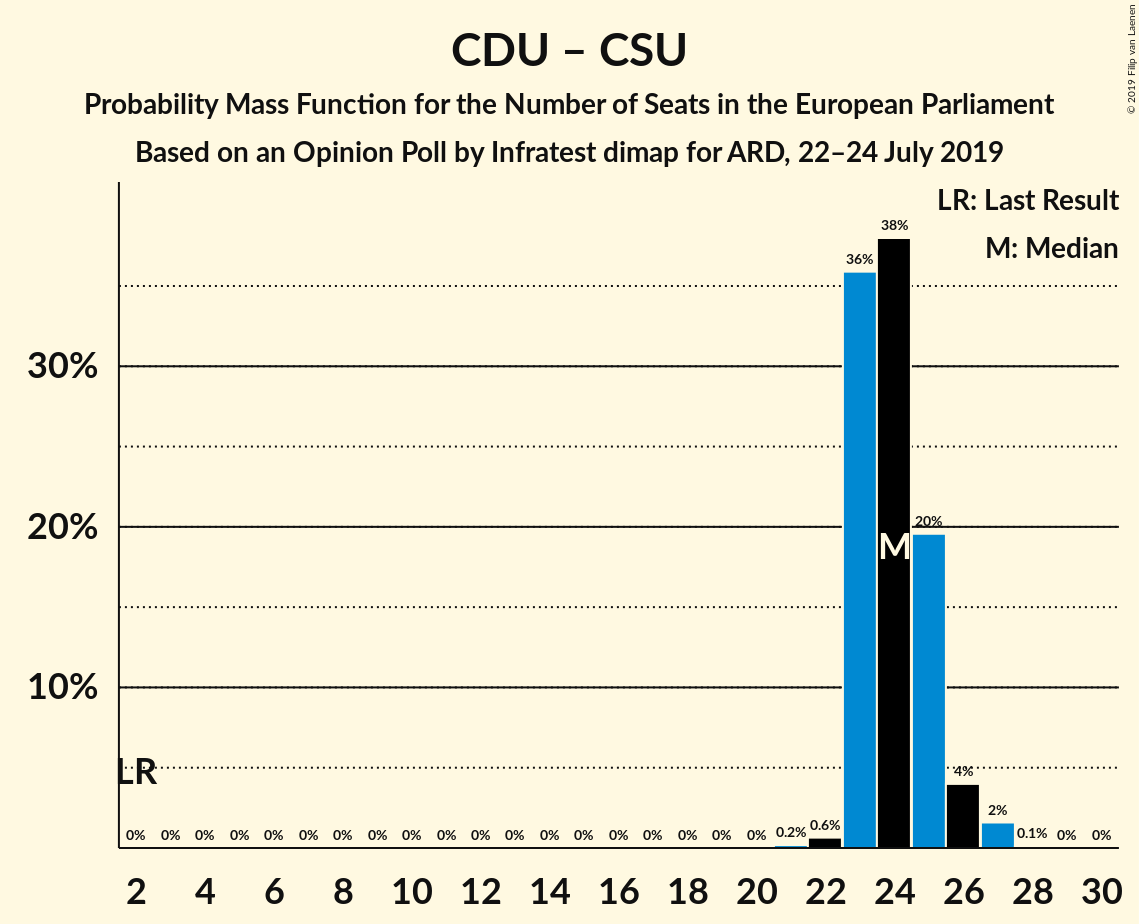 CDU – CSU
Probability Mass Function for the Number of Seats in the European Parliament
Based on an Opinion Poll by Infratest dimap for ARD, 22–24 July 2019
© 2019 Filip van Laenen
LR: Last Result
M: Median
38%
36%
30%
20%
20%
M
10%
LR
4%
2%
0% 0% 0% 0% 0% 0% 0% 0% 0% 0% 0% 0% 0% 0% 0% 0% 0% 0% 0% 0.2% 0.6% 0.1% 0% 0%
2 4 6 8 10 12 14 16 18 20 22 24 26 28 30